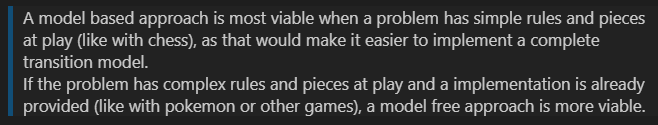 A model based approach is most viable when a problem has simple rules and pieces
at play (like with chess), as that would make it easier to implement a complete
transition model.
If the problem has complex rules and pieces at play and a implementation is already
provided (like with pokemon or other games), a model free approach is more viable.